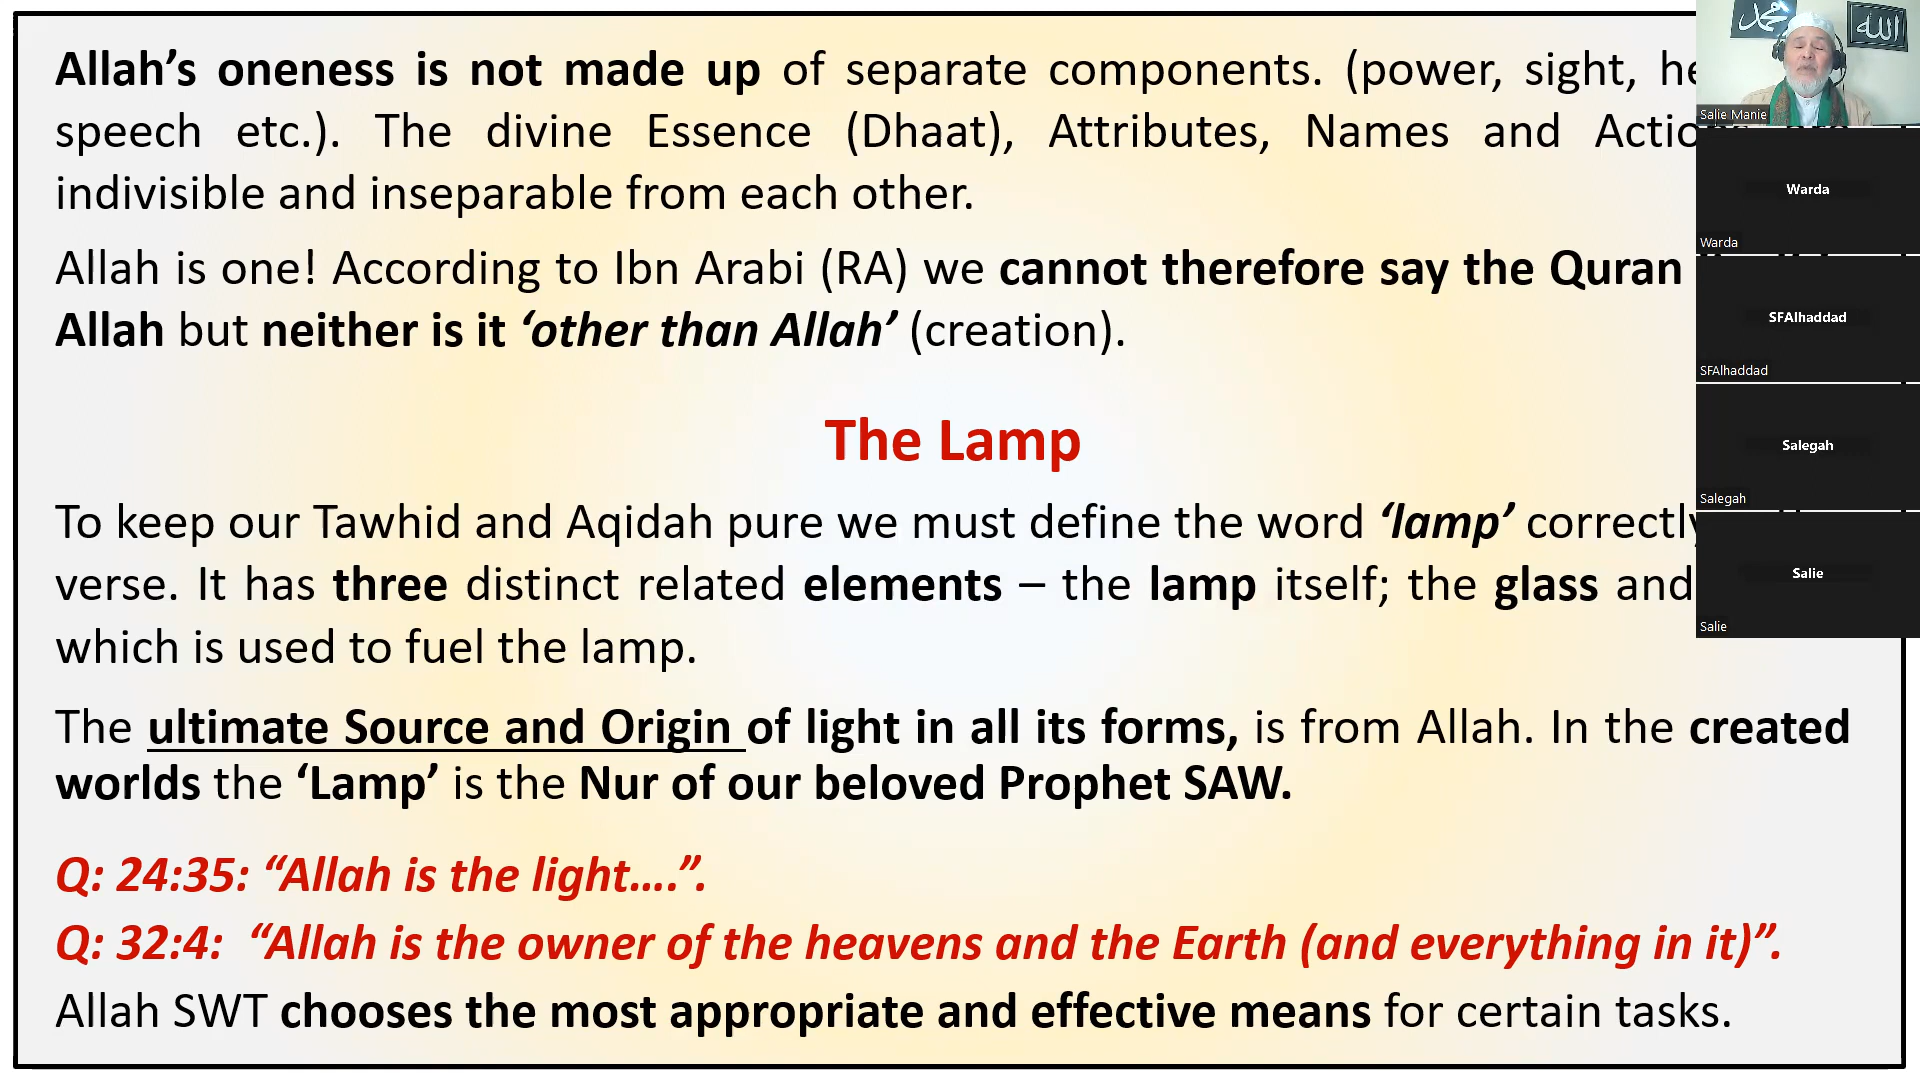 Allah’s oneness is not made up of separate components. (power, sight,
speech etc.). The divine Essence (Dhaat), Attributes, Names and
indivisible and inseparable from each other.
Allah is one! According to Ibn Arabi (RA) we cannot therefore say the Quran
Allah but neither is it ‘other than Allah’ (creation).
The Lamp
To keep our Tawhid and Aqidah pure we must define the word ‘lamp’ correctly
verse. It has three distinct related elements – the lamp itself; the glass and
which is used to fuel the lamp.
The ultimate Source and Origin of light in all its forms, is from Allah. In the created
worlds the ‘Lamp’ is the Nur of our beloved Prophet SAW.
Q: 24:35: “Allah is the light....”.
Q: 32:4: “Allah is the owner of the heavens and the Earth (and everything in it)”.
Allah SWT chooses the most appropriate and effective means for certain tasks.
محمد
الله
Salie Manie
Warda
Warda
SFAlhaddad
SFAlhaddad
Salegah
Salegah
Salie
Salie